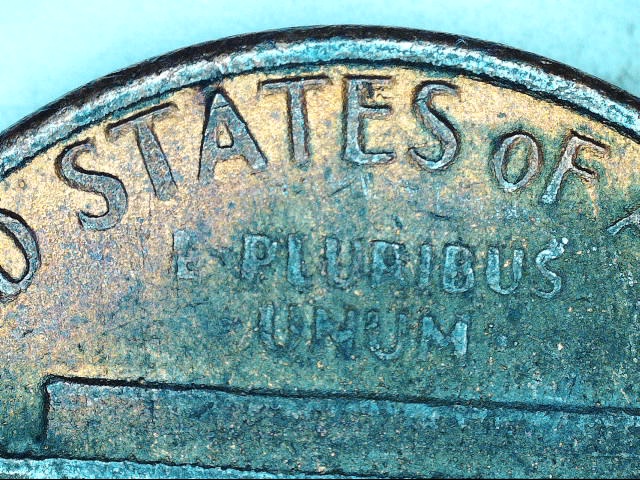 D STATES OF
E PLURIBUS
UNUM